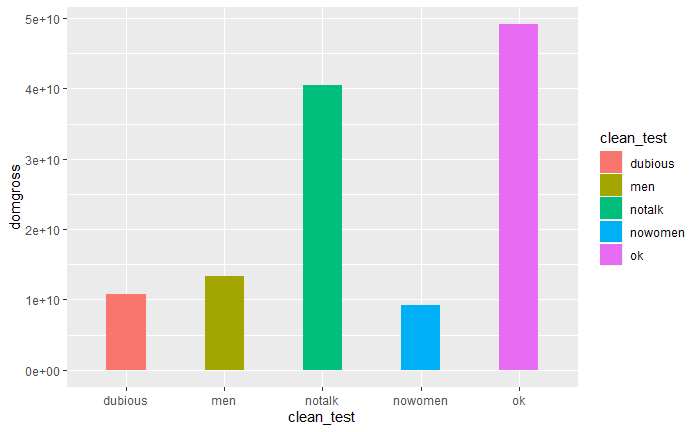 5e+10
4e+10
3e+10
2e+10
1e+10
0e+00
domgross
dubious men notalk nowomen ok
clean_test
clean_test
dubious
men
notalk
nowomen
ok